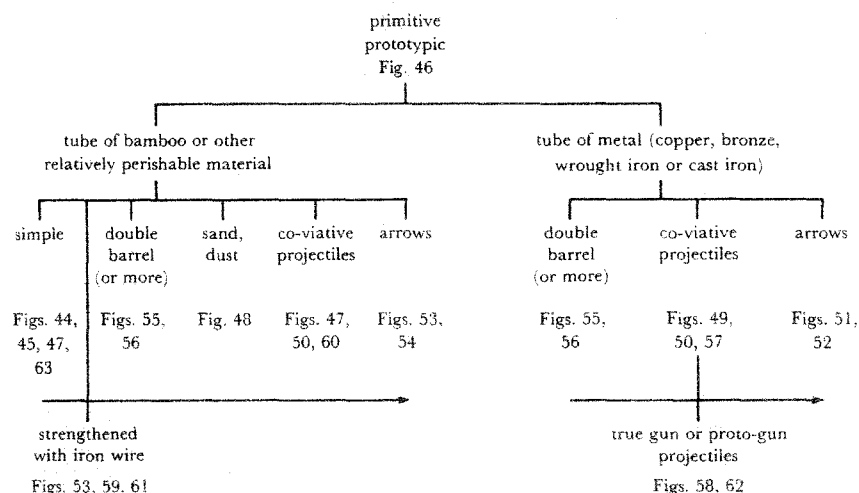 primitive
prototypic
Fig. 46
tube of bamboo or other
relatively perishable material
tube of metal (copper, bronze,
wrought iron or cast iron)
simple
double
barrel
(or more)
sand,
dust
co-viative
projectiles
arrows
double
barrel
(or more)
co-viative
projectiles
arrows
Figs. 44,
45, 47,
63
Figs. 55,
56
Fig. 48
Figs. 47,
50, 60
Figs. 53,
54
Figs. 55,
56
Figs. 49,
50, 57
Figs. 51,
52
strengthened
with iron wire
Figs. 53, 59, 61
true gun or proto-gun
projectiles
Figs. 58, 62